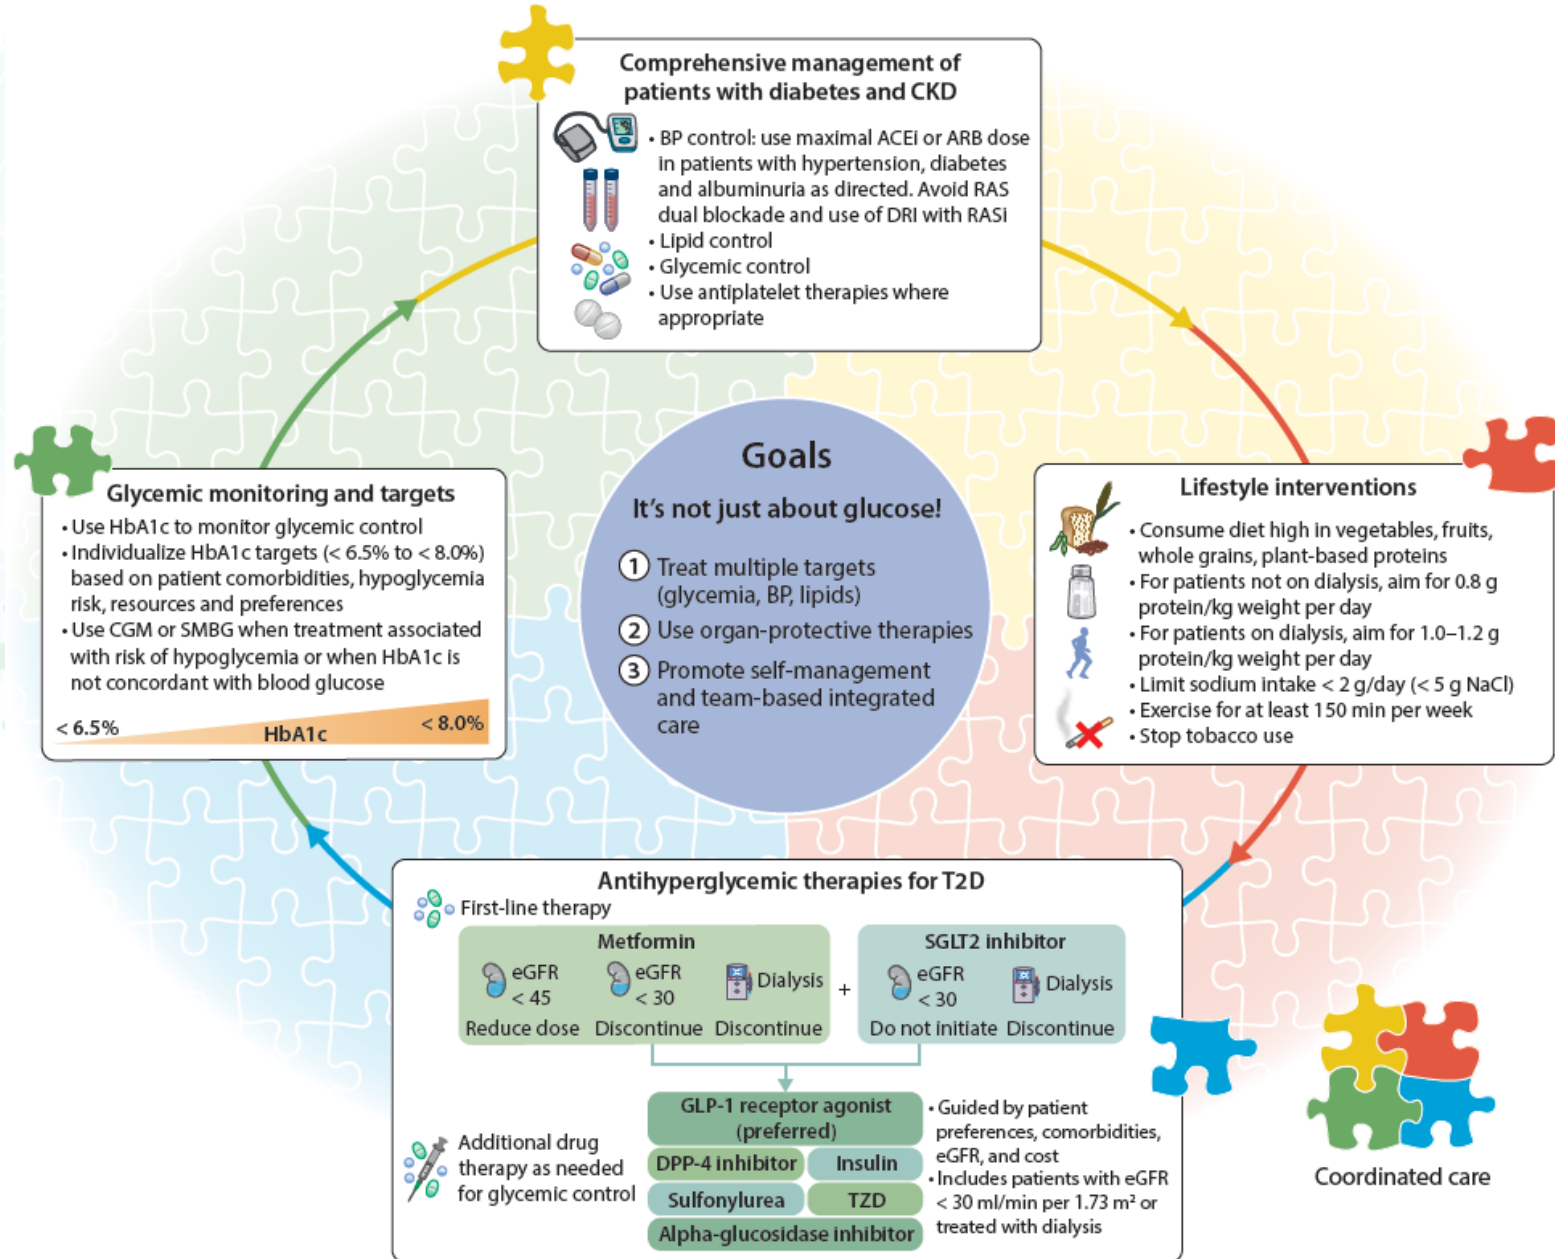 Comprehensive management of
patients with diabetes and CKD
• BP control: use maximal ACEi or ARB dose
in patients with hypertension, diabetes
and albuminuria as directed. Avoid RAS
dual blockade and use of DRI with RASi
• Lipid control
• Glycemic control
• Use antiplatelet therapies where
appropriate
Glycemic monitoring and targets
• Use HbA1c to monitor glycemic control
• Individualize HbA1c targets (< 6.5% to < 8.0%)
based on patient comorbidities, hypoglycemia
risk, resources and preferences
• Use CGM or SMBG when treatment associated
with risk of hypoglycemia or when HbA1c is
not concordant with blood glucose
< 6.5%
HbA1c
< 8.0%
Goals
It's not just about glucose!
1 Treat multiple targets
(glycemia, BP, lipids)
2 Use organ-protective therapies
3 Promote self-management
and team-based integrated
care
Lifestyle interventions
• Consume diet high in vegetables, fruits,
whole grains, plant-based proteins
• For patients not on dialysis, aim for 0.8 g
protein/kg weight per day
• For patients on dialysis, aim for 1.0–1.2 g
protein/kg weight per day
• Limit sodium intake < 2 g/day (< 5 g NaCl)
• Exercise for at least 150 min per week
• Stop tobacco use
Antihyperglycemic therapies for T2D
First-line therapy
Metformin
eGFR
< 45
Reduce dose
eGFR
< 30
Discontinue
Dialysis
Discontinue
+
SGLT2 inhibitor
eGFR
< 30
Do not initiate
Dialysis
Discontinue
Additional drug
therapy as needed
for glycemic control
GLP-1 receptor agonist
(preferred)
DPP-4 inhibitor
Insulin
Sulfonylurea
TZD
Alpha-glucosidase inhibitor
• Guided by patient
preferences, comorbidities,
eGFR, and cost
• Includes patients with eGFR
< 30 ml/min per 1.73 m² or
treated with dialysis
Coordinated care